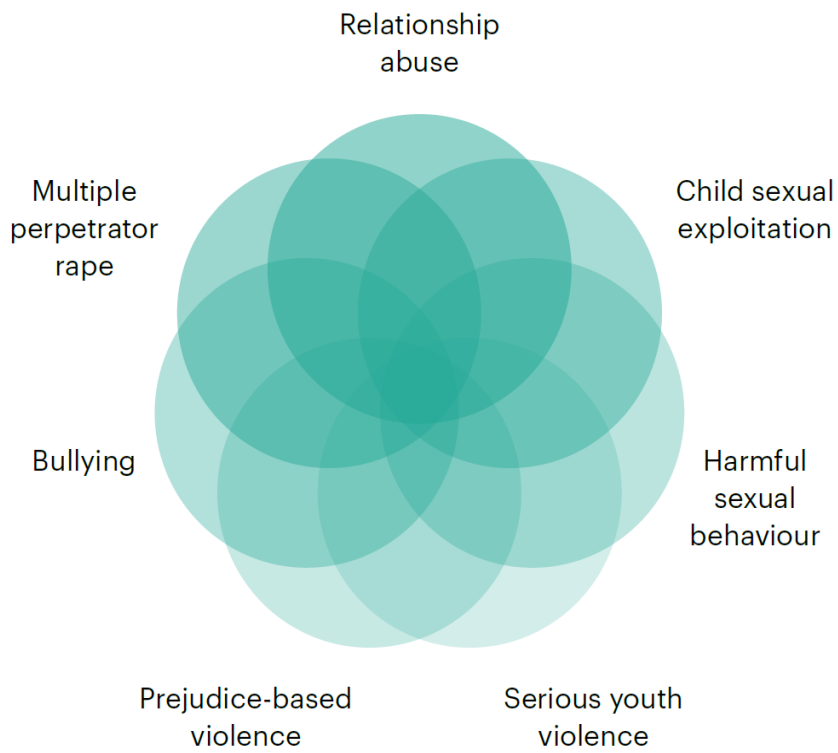 Relationship
abuse
Multiple
perpetrator
rape
Child sexual
exploitation
Bullying
Harmful
sexual
behaviour
Prejudice-based
violence
Serious youth
violence